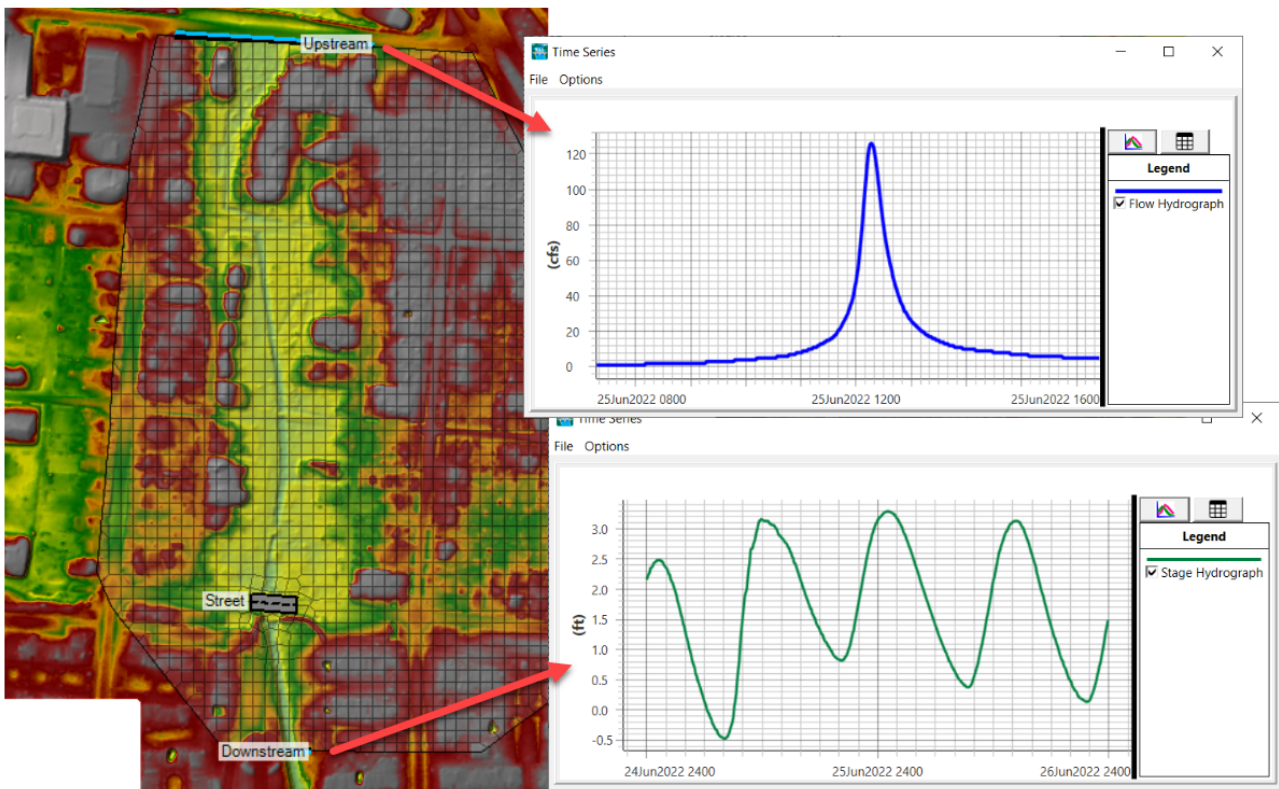 Upstream
Street
Downstream
Time Series
File Options
120
100
80
60
40
20
0
(cfs)
25Jun2022 0800
25Jun2022 1200
25Jun2022 1600
Legend
Flow Hydrograph
Time Series
File Options
3.0
2.5
2.0
1.5
1.0
0.5
0.0
-0.5
(ft)
24Jun2022 2400
25Jun2022 2400
26Jun2022 2400
Legend
Stage Hydrograph